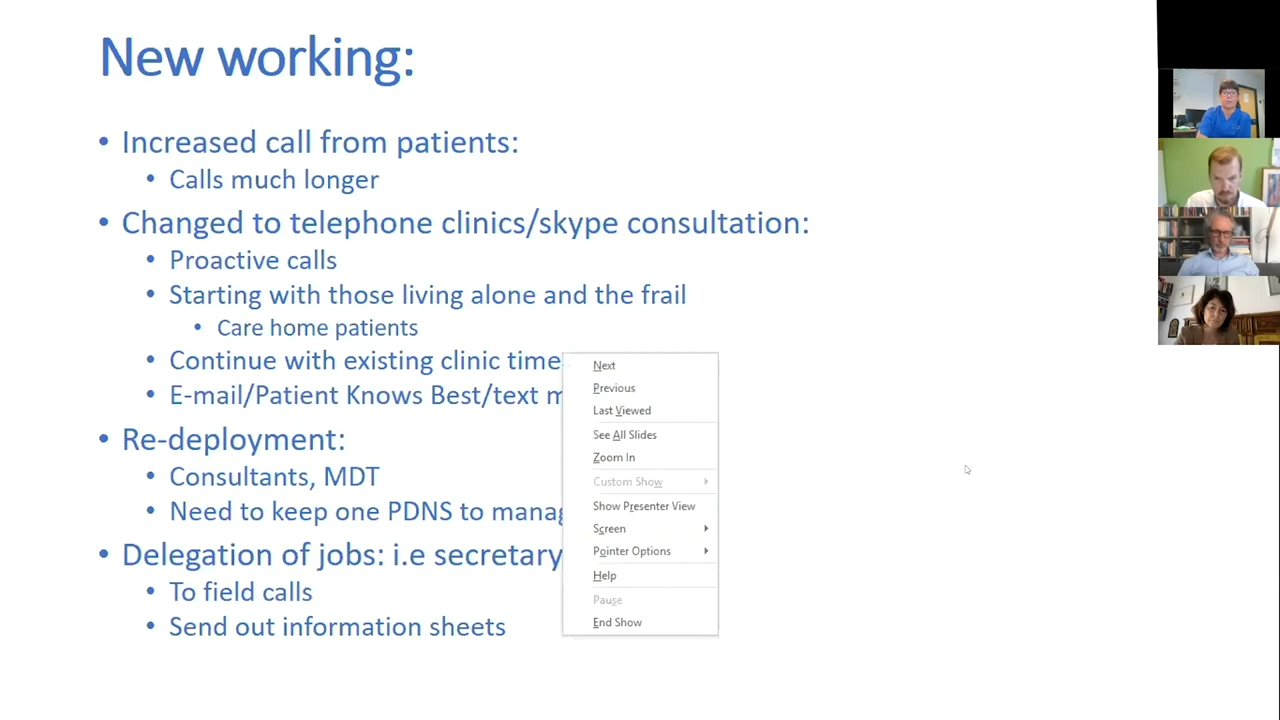 New working:
• Increased call from patients:
• Calls much longer
• Changed to telephone clinics/skype consultation:
• Proactive calls
• Starting with those living alone and the frail
• Care home patients
• Continue with existing clinic time
• E-mail/Patient Knows Best/text
• Re-deployment:
• Consultants, MDT
• Need to keep one PDNS to
• Delegation of jobs: i.e secretary
• To field calls
• Send out information sheets
Next
Previous
Last Viewed
See All Slides
Zoom In
Custom Show
Show Presenter View
Screen
Pointer Options
Help
Pause
End Show